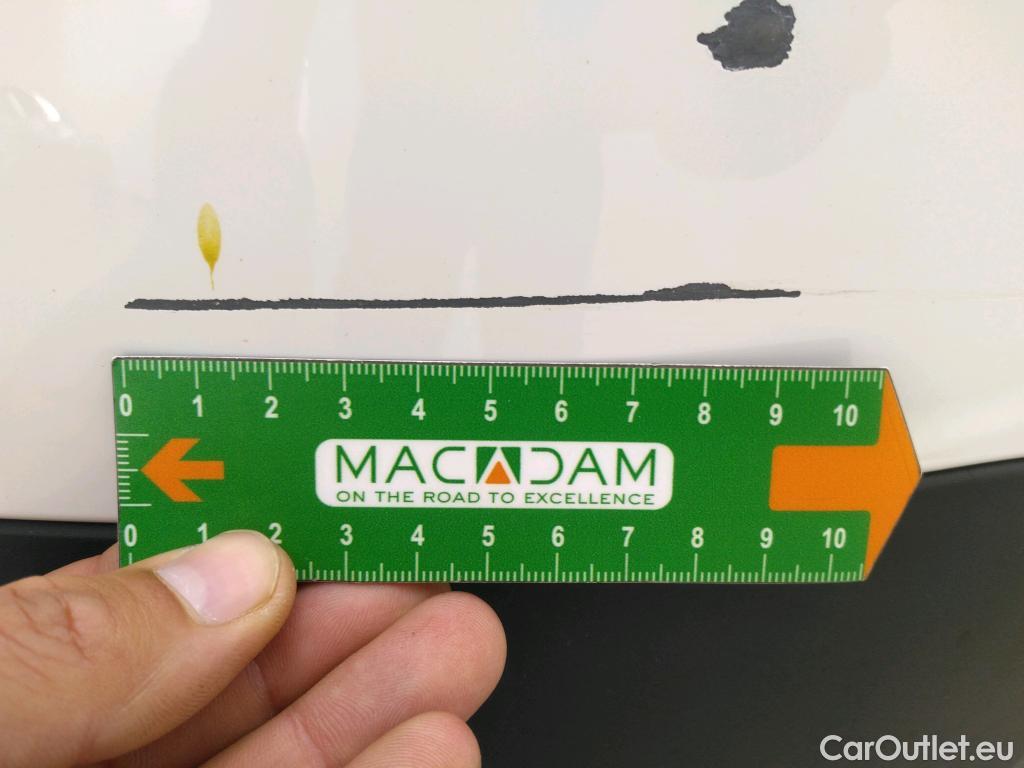 0 1 2 3 4 5 6 7 8 9 10
MACADAM
ON THE ROAD TO EXCELLENCE
0 1 2 3 4 5 6 7 8 9 10
CarOutlet.eu